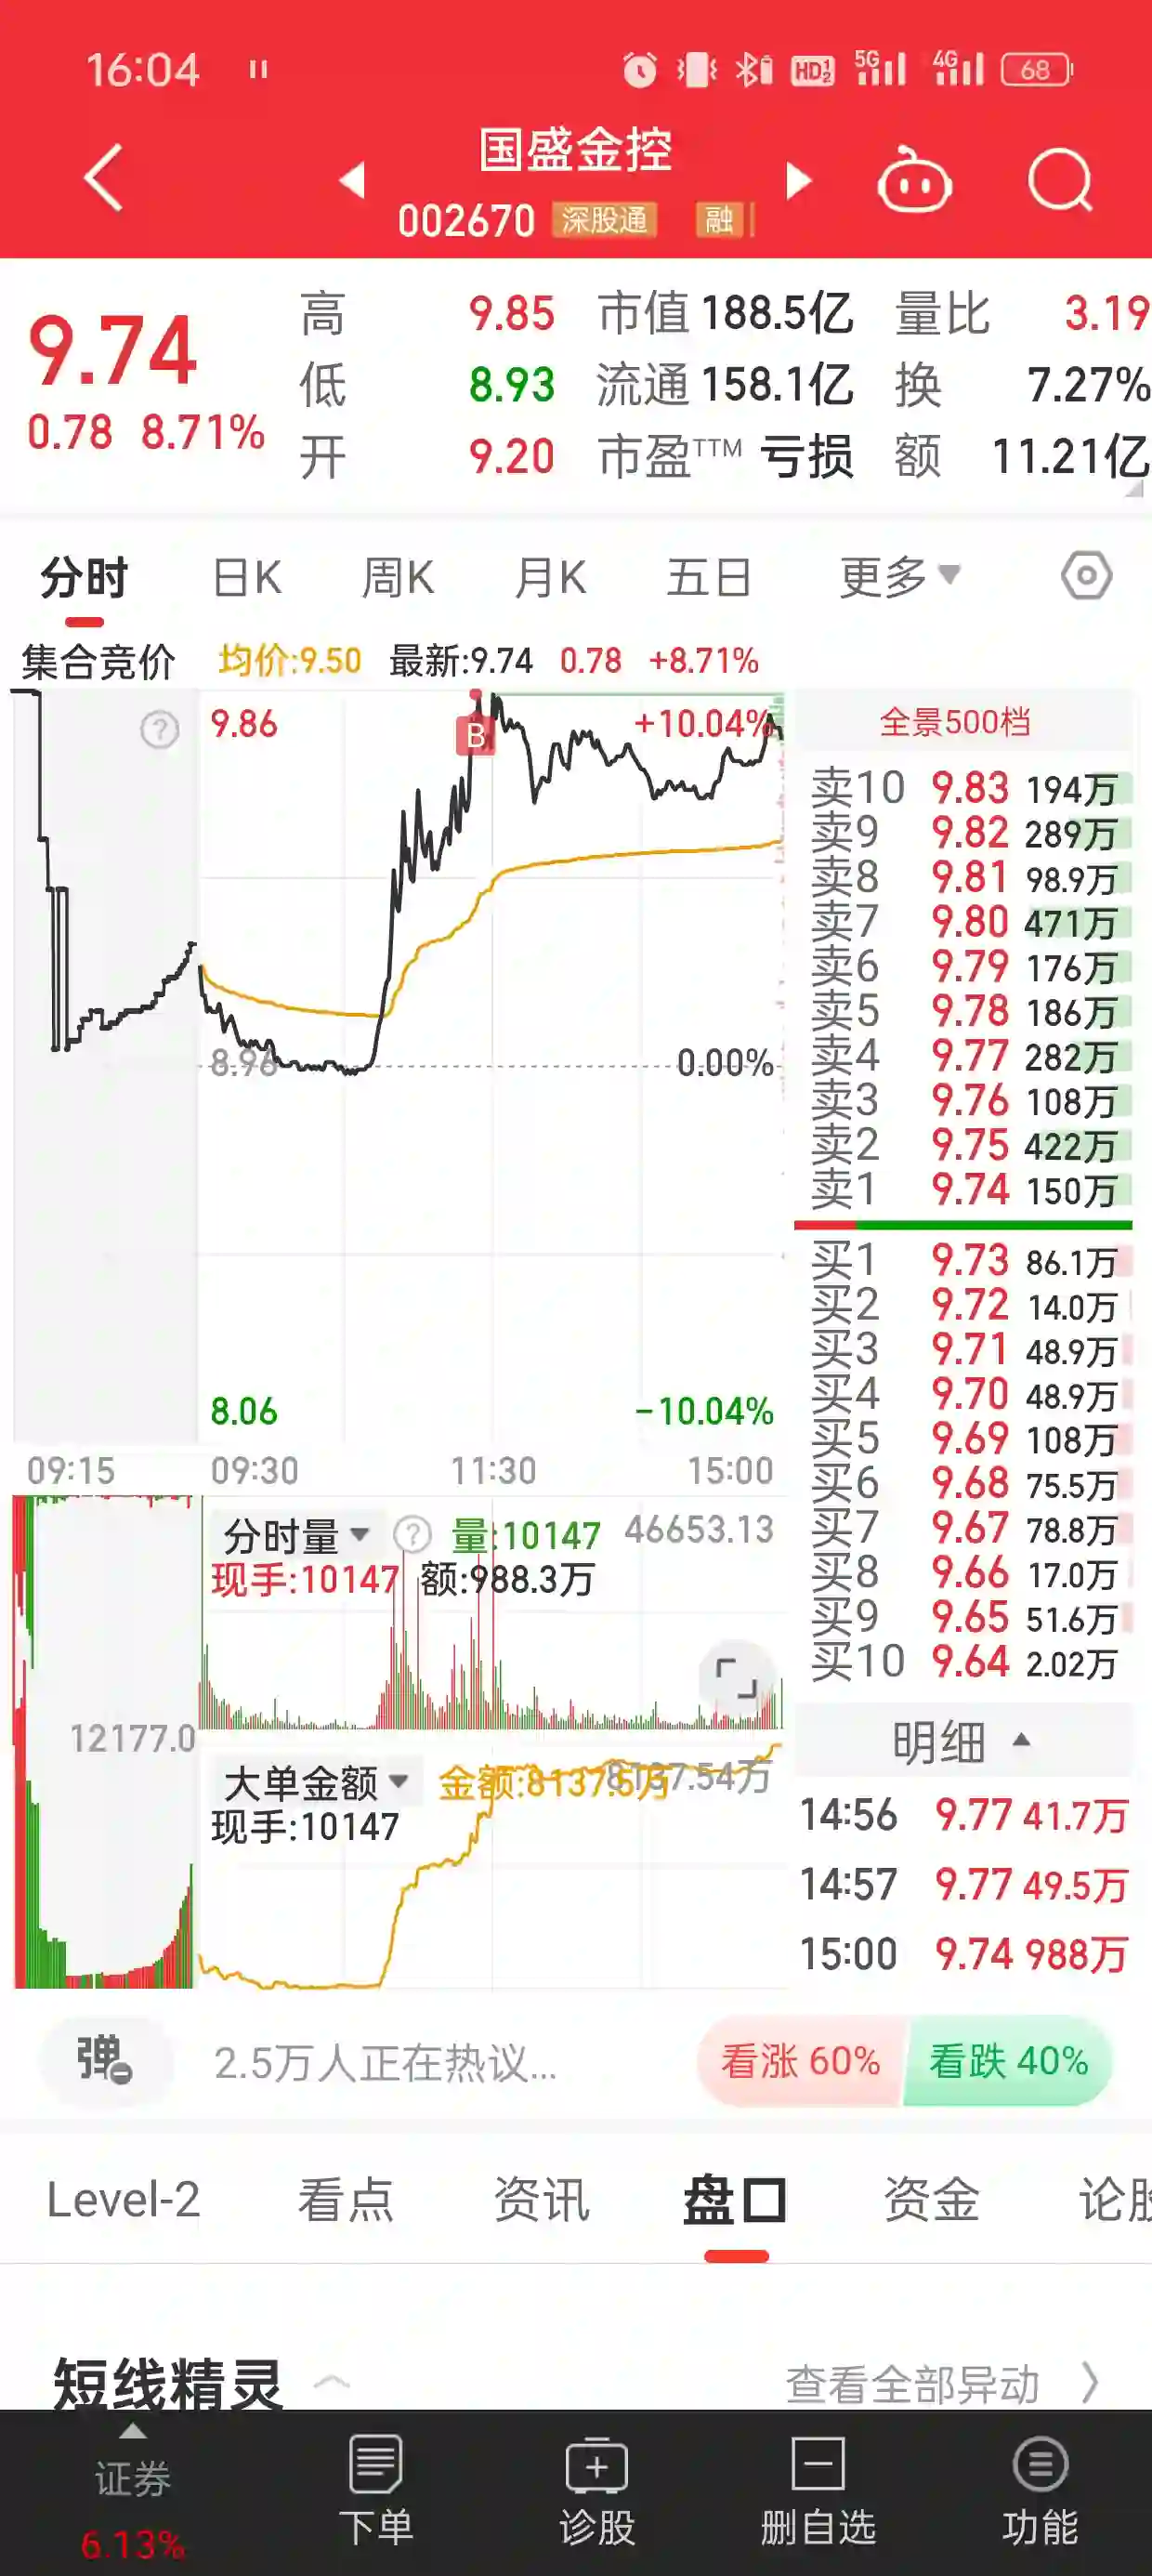 16:04 HD 1 2 5G 4G 68
国盛金控
002670 深股通 融
9.74
0.78 8.71%
高 9.85 市值 188.5亿 量比 3.19
低 8.93 流通 158.1亿 换 7.27%
开 9.20 市盈TTM 亏损 额 11.21亿
分时 日K 周K 月K 五日 更多
集合竞价 均价:9.50 最新:9.74 0.78 +8.71%
? 9.86 B +10.04%
8.96 0.00%
8.06 -10.04%
09:15 09:30 11:30 15:00
分时量 ? 量:10147 46653.13
现手:10147 额:988.3万
12177.0
大单金额 金额:8137.5万 8137.54万
现手:10147
全景500档
卖10 9.83 194万
卖9 9.82 289万
卖8 9.81 98.9万
卖7 9.80 471万
卖6 9.79 176万
卖5 9.78 186万
卖4 9.77 282万
卖3 9.76 108万
卖2 9.75 422万
卖1 9.74 150万
买1 9.73 86.1万
买2 9.72 14.0万
买3 9.71 48.9万
买4 9.70 48.9万
买5 9.69 108万
买6 9.68 75.5万
买7 9.67 78.8万
买8 9.66 17.0万
买9 9.65 51.6万
买10 9.64 2.02万
明细
14:56 9.77 41.7万
14:57 9.77 49.5万
15:00 9.74 988万
弹 2.5万人正在热议... 看涨 60% 看跌 40%
Level-2 看点 资讯 盘口 资金 论股
短线精灵 查看全部异动
证券 下单 诊股 删自选 功能
6.13%